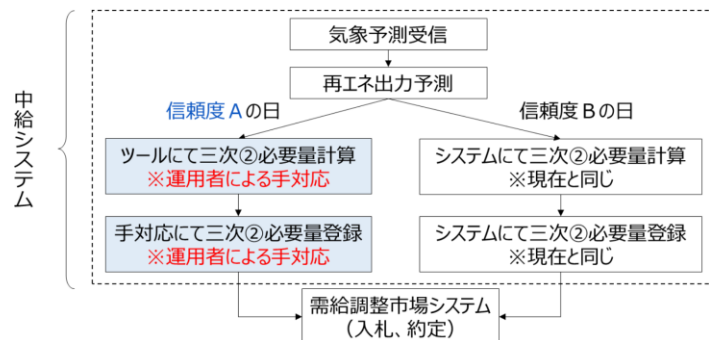 気象予測受信
再エネ出力予測
信頼度Aの日
信頼度Bの日
中給システム
ツールにて三次②必要量計算
※運用者による手対応
システムにて三次②必要量計算
※現在と同じ
手対応にて三次②必要量登録
※運用者による手対応
システムにて三次②必要量登録
※現在と同じ
需給調整市場システム
（入札、約定）